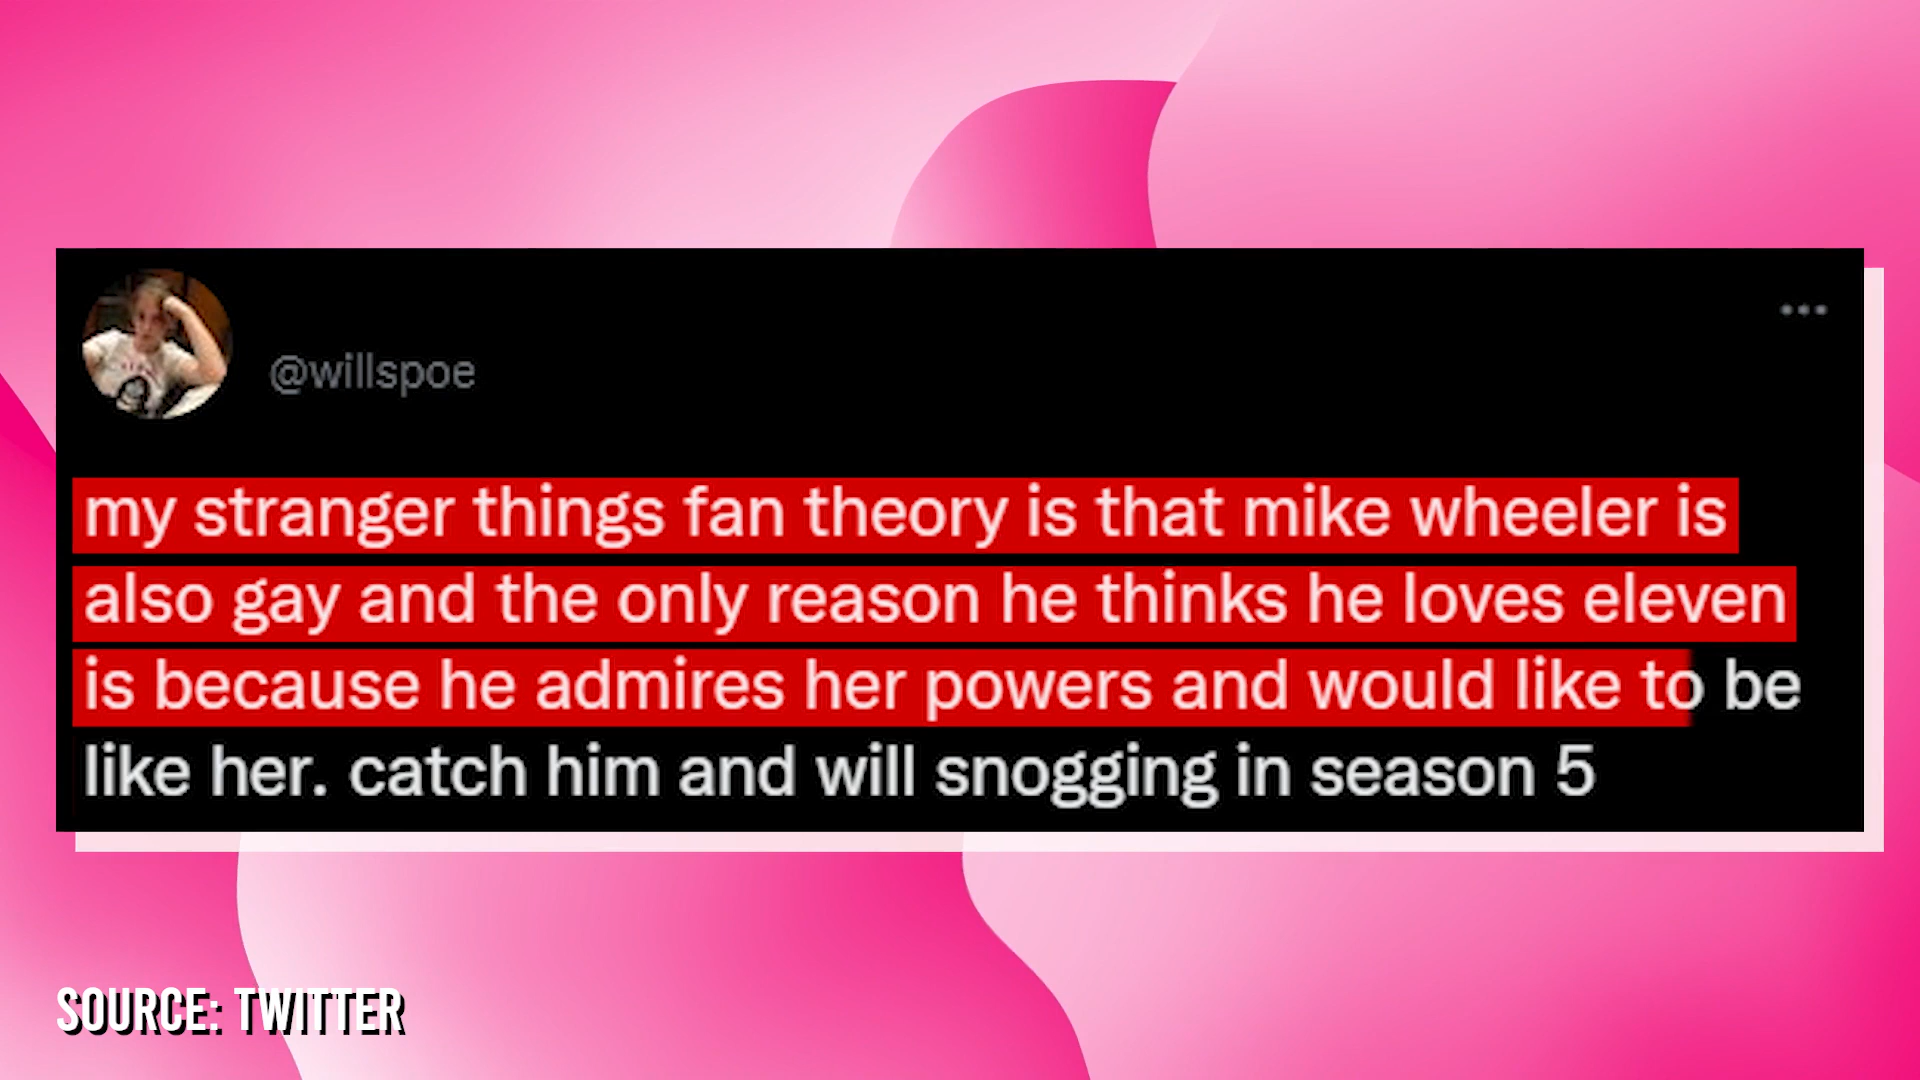 @willspoe
my stranger things fan theory is that mike wheeler is
also gay and the only reason he thinks he loves eleven
is because he admires her powers and would like to be
like her. catch him and will snogging in season 5
SOURCE: TWITTER